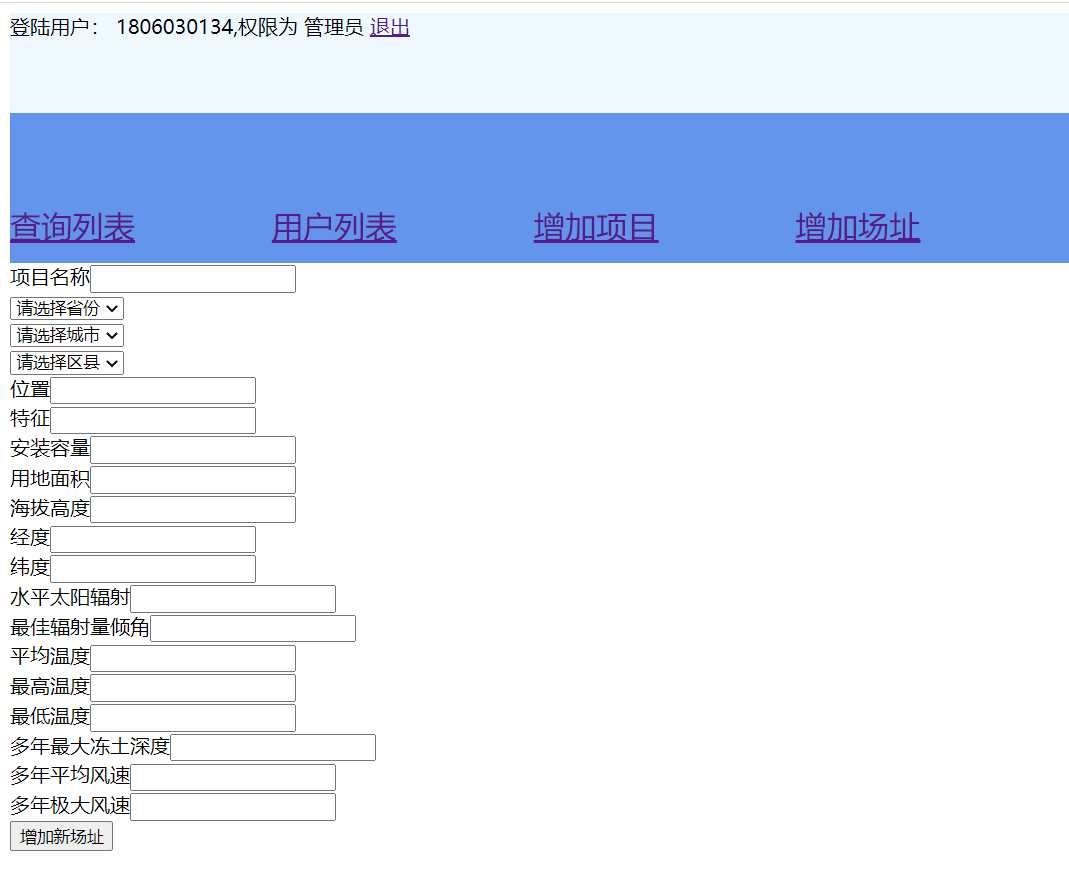 登陆用户： 1806030134,权限为 管理员 退出
查询列表 用户列表 增加项目 增加场址
项目名称
请选择省份
请选择城市
请选择区县
位置
特征
安装容量
用地面积
海拔高度
经度
纬度
水平太阳辐射
最佳辐射量倾角
平均温度
最高温度
最低温度
多年最大冻土深度
多年平均风速
多年极大风速
增加新场址